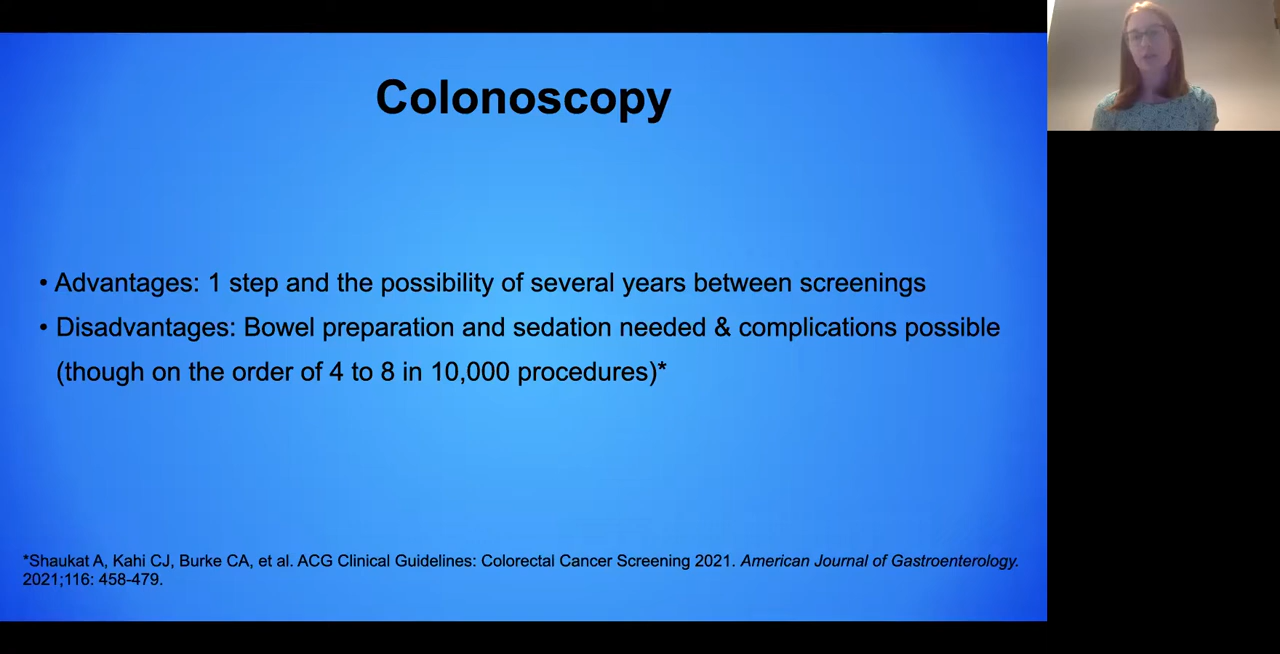 Colonoscopy
• Advantages: 1 step and the possibility of several years between screenings
• Disadvantages: Bowel preparation and sedation needed & complications possible
(though on the order of 4 to 8 in 10,000 procedures)*
*Shaukat A, Kahi CJ, Burke CA, et al. ACG Clinical Guidelines: Colorectal Cancer Screening 2021. American Journal of Gastroenterology.
2021;116: 458-479.